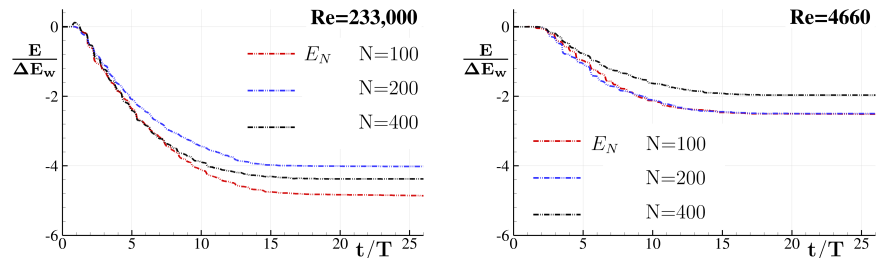 Re=233,000
E/ΔE_W
E_N N=100
N=200
N=400
0
-2
-4
-6
0 5 10 15 20 25
t/T
Re=4660
E/ΔE_W
E_N N=100
N=200
N=400
0
-2
-4
-6
0 5 10 15 20 25
t/T